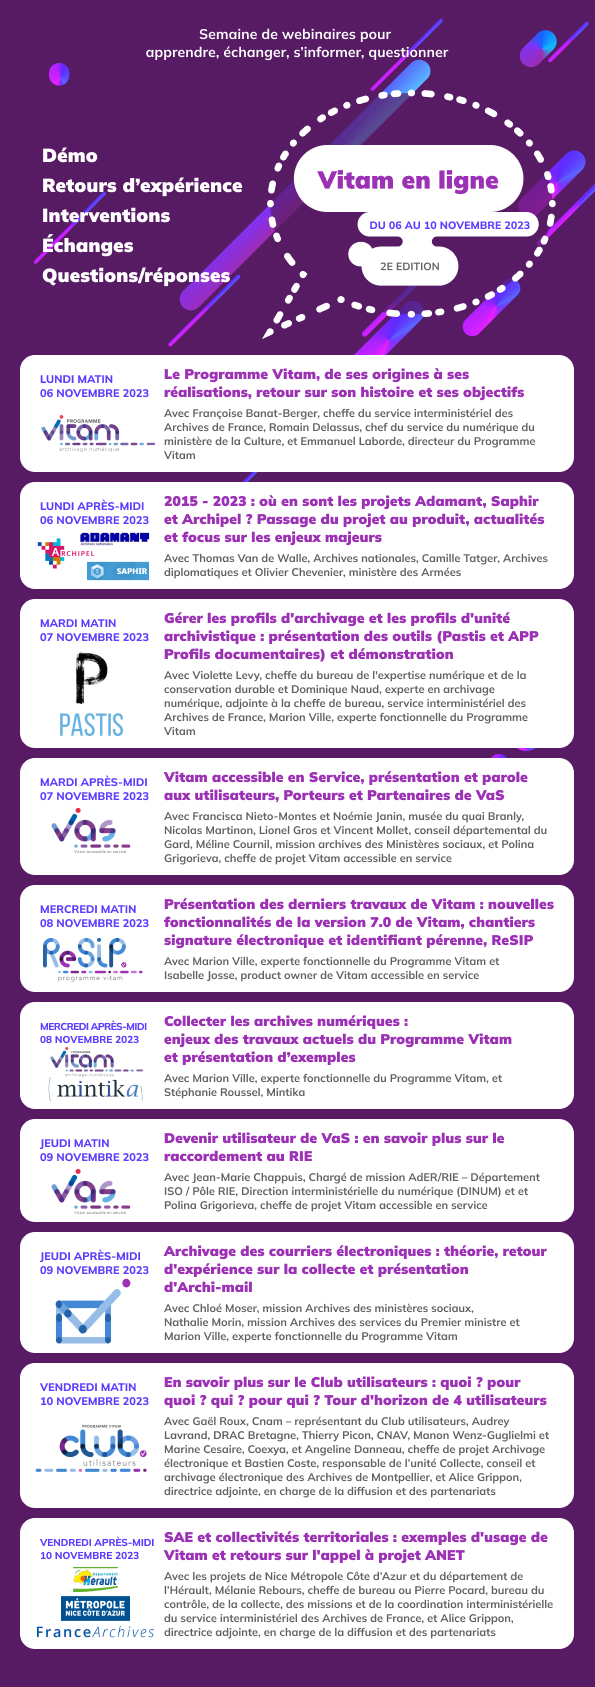 Semaine de webinaires pour
apprendre, échanger, s'informer, questionner
Démo
Retours d'expérience
Interventions
Échanges
Questions/réponses
Vitam en ligne
DU 06 AU 10 NOVEMBRE 2023
2E EDITION
LUNDI MATIN
06 NOVEMBRE 2023
PROGRAMME
vitam
archivage numérique
Le Programme Vitam, de ses origines à ses
réalisations, retour sur son histoire et ses objectifs
Avec Françoise Banat-Berger, cheffe du service interministériel des
Archives de France, Romain Delassus, chef du service du numérique du
ministère de la Culture, et Emmanuel Laborde, directeur du Programme
Vitam
LUNDI APRÈS-MIDI
06 NOVEMBRE 2023
ADAMANT
ARCHIPEL
SAPHIR
2015 - 2023 : où en sont les projets Adamant, Saphir
et Archipel ? Passage du projet au produit, actualités
et focus sur les enjeux majeurs
Avec Thomas Van de Walle, Archives nationales, Camille Tatger, Archives
diplomatiques et Olivier Chevenier, ministère des Armées
MARDI MATIN
07 NOVEMBRE 2023
P
PASTIS
Gérer les profils d'archivage et les profils d'unité
archivistique : présentation des outils (Pastis et APP
Profils documentaires) et démonstration
Avec Violette Levy, cheffe du bureau de l'expertise numérique et de la
conservation durable et Dominique Naud, experte en archivage
numérique, adjointe à la cheffe de bureau, service interministériel des
Archives de France, Marion Ville, experte fonctionnelle du Programme
Vitam
MARDI APRÈS-MIDI
07 NOVEMBRE 2023
vas
Vitam accessible en service
Vitam accessible en Service, présentation et parole
aux utilisateurs, Porteurs et Partenaires de VaS
Avec Francisca Nieto-Montes et Noémie Janin, musée du quai Branly,
Nicolas Martinon, Lionel Gros et Vincent Mollet, conseil départemental du
Gard, Méline Cournil, mission archives des Ministères sociaux, et Polina
Grigorieva, cheffe de projet Vitam accessible en service
MERCREDI MATIN
08 NOVEMBRE 2023
ReSIP
programme vitam
Présentation des derniers travaux de Vitam : nouvelles
fonctionnalités de la version 7.0 de Vitam, chantiers
signature électronique et identifiant pérenne, ReSIP
Avec Marion Ville, experte fonctionnelle du Programme Vitam et
Isabelle Josse, product owner de Vitam accessible en service
MERCREDI APRÈS-MIDI
08 NOVEMBRE 2023
PROGRAMME
vitam
archivage numérique
mintika
Collecter les archives numériques :
enjeux des travaux actuels du Programme Vitam
et présentation d'exemples
Avec Marion Ville, experte fonctionnelle du Programme Vitam, et
Stéphanie Roussel, Mintika
JEUDI MATIN
09 NOVEMBRE 2023
vas
Vitam accessible en service
Devenir utilisateur de VaS : en savoir plus sur le
raccordement au RIE
Avec Jean-Marie Chappuis, Chargé de mission AdER/RIE – Département
ISO / Pôle RIE, Direction interministérielle du numérique (DINUM) et et
Polina Grigorieva, cheffe de projet Vitam accessible en service
JEUDI APRÈS-MIDI
09 NOVEMBRE 2023
Archivage des courriers électroniques : théorie, retour
d'expérience sur la collecte et présentation
d'Archi-mail
Avec Chloé Moser, mission Archives des ministères sociaux,
Nathalie Morin, mission Archives des services du Premier ministre et
Marion Ville, experte fonctionnelle du Programme Vitam
VENDREDI MATIN
10 NOVEMBRE 2023
PROGRAMME VITAM
club
utilisateurs
En savoir plus sur le Club utilisateurs : quoi ? pour
quoi ? qui ? pour qui ? Tour d'horizon de 4 utilisateurs
Avec Gaël Roux, Cnam – représentant du Club utilisateurs, Audrey
Lavrand, DRAC Bretagne, Thierry Picon, CNAV, Manon Wenz-Guglielmi et
Marine Cesaire, Coexya, et Angeline Danneau, cheffe de projet Archivage
électronique et Bastien Coste, responsable de l'unité Collecte, conseil et
archivage électronique des Archives de Montpellier, et Alice Grippon,
directrice adjointe, en charge de la diffusion et des partenariats
VENDREDI APRÈS-MIDI
10 NOVEMBRE 2023
Département
Hérault
MÉTROPOLE
NICE CÔTE D'AZUR
FranceArchives
SAE et collectivités territoriales : exemples d'usage de
Vitam et retours sur l'appel à projet ANET
Avec les projets de Nice Métropole Côte d'Azur et du département de
l'Hérault, Mélanie Rebours, cheffe de bureau ou Pierre Pocard, bureau du
contrôle, de la collecte, des missions et de la coordination interministérielle
du service interministériel des Archives de France, et Alice Grippon,
directrice adjointe, en charge de la diffusion et des partenariats